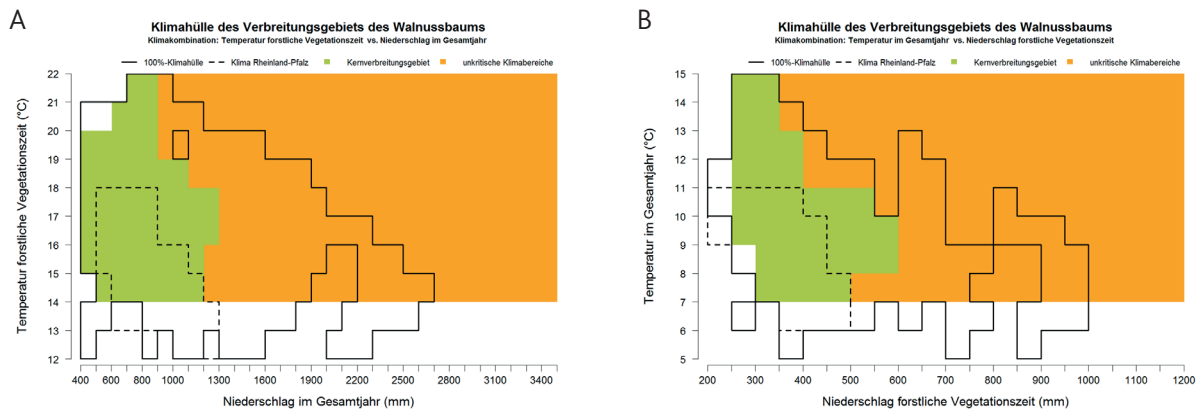 A
Klimahülle des Verbreitungsgebiets des Walnussbaums
Klimakombination: Temperatur forstliche Vegetationszeit vs. Niederschlag im Gesamtjahr
100%-Klimahülle Klima Rheinland-Pfalz Kernverbreitungsgebiet unkritische Klimabereiche
Temperatur forstliche Vegetationszeit (°C)
22
21
20
19
18
17
16
15
14
13
12
400 600 800 1000 1300 1600 1900 2200 2600 3000 3400
Niederschlag im Gesamtjahr (mm)
B
Klimahülle des Verbreitungsgebiets des Walnussbaums
Klimakombination: Temperatur im Gesamtjahr vs. Niederschlag forstliche Vegetationszeit
100%-Klimahülle Klima Rheinland-Pfalz Kernverbreitungsgebiet unkritische Klimabereiche
Temperatur im Gesamtjahr (°C)
15
14
13
12
11
10
9
8
7
6
5
200 300 400 500 600 700 800 900 1000 1100 1200
Niederschlag forstliche Vegetationszeit (mm)